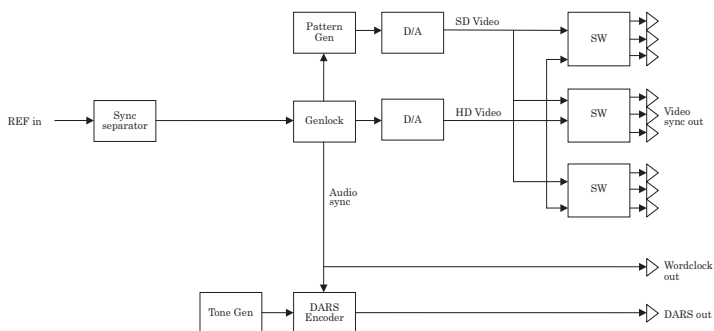 Pattern
Gen
D/A
SD Video
SW
REF in
Sync
separator
Genlock
D/A
HD Video
SW
Video
sync out
Audio
sync
SW
Wordclock
out
Tone Gen
DARS
Encoder
DARS out